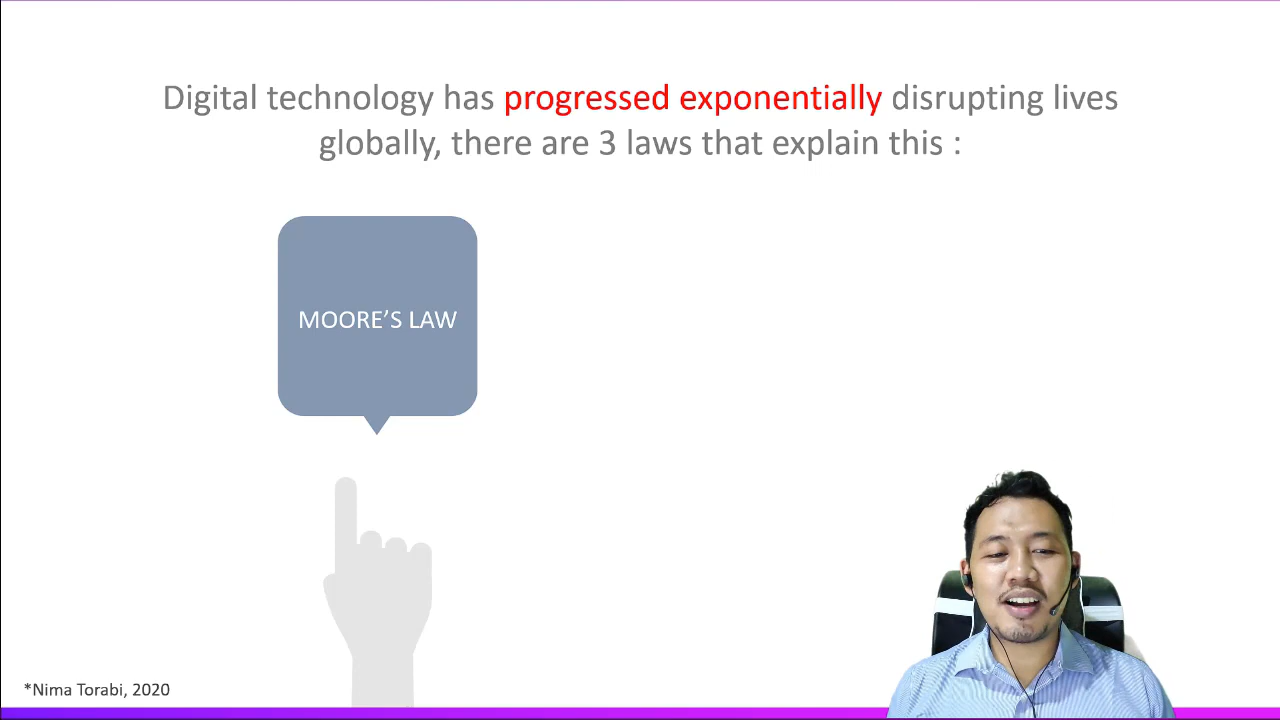 Digital technology has progressed exponentially disrupting lives
globally, there are 3 laws that explain this :
MOORE’S LAW
*Nima Torabi, 2020